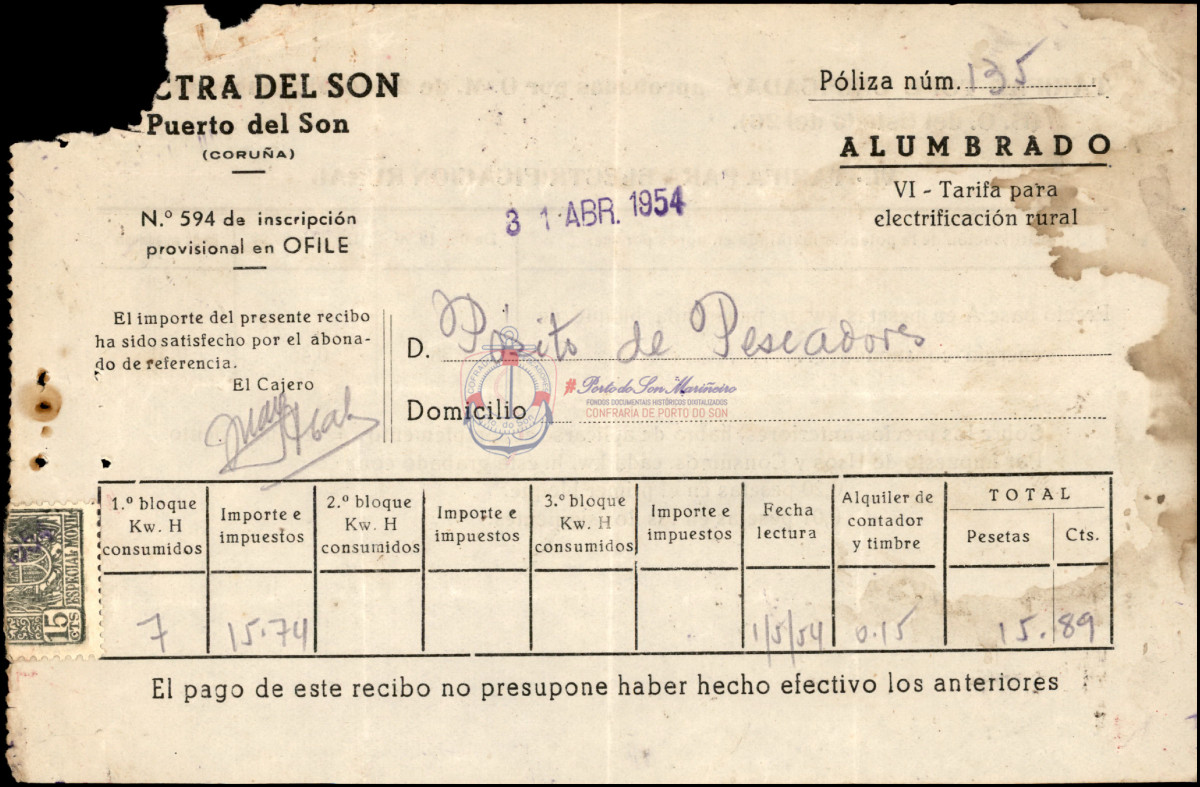 CTRA DEL SON
Puerto del Son
(CORUÑA)
N.º 594 de inscripción
provisional en OFILE
Póliza núm. 135
ALUMBRADO
VI - Tarifa para
electrificación rural
3 1 ABR. 1954
El importe del presente recibo
ha sido satisfecho por el abona-
do de referencia.
El Cajero
D. Pósito de Pescadores
Domicilio
#Porto do Son Mariñeiro
FONDOS DOCUMENTAIS HISTÓRICOS DIXITALIZADOS
CONFRARÍA DE PORTO DO SON
1.º bloque Kw. H consumidos
Importe e impuestos
2.º bloque Kw. H consumidos
Importe e impuestos
3.º bloque Kw. H consumidos
Importe e impuestos
Fecha lectura
Alquiler de contador y timbre
TOTAL
Pesetas Cts.
7 15.74 1/5/54 0.15 15.89
ESPECIAL MOVIL
15 CTS
El pago de este recibo no presupone haber hecho efectivo los anteriores